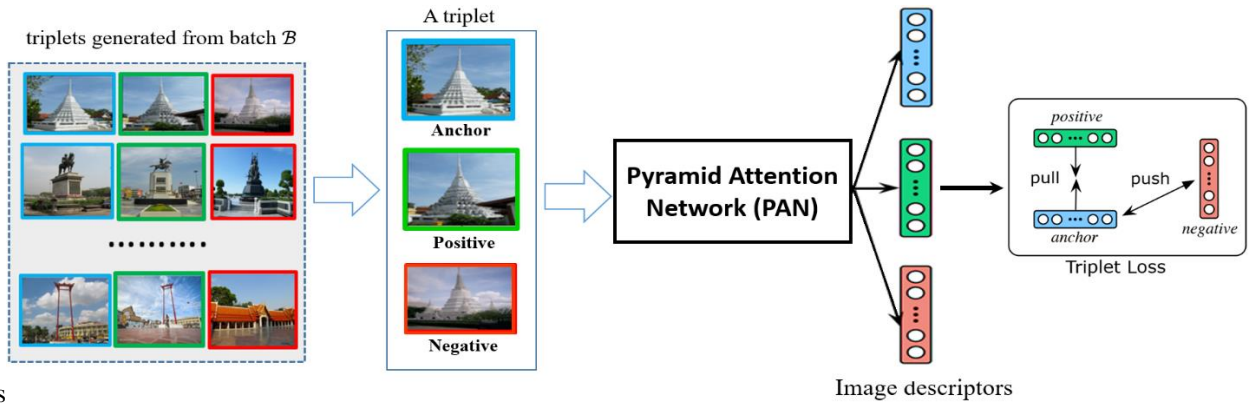 triplets generated from batch ℬ
A triplet
Anchor
Positive
Negative
Pyramid Attention
Network (PAN)
Image descriptors
positive
pull
push
anchor
negative
Triplet Loss
s